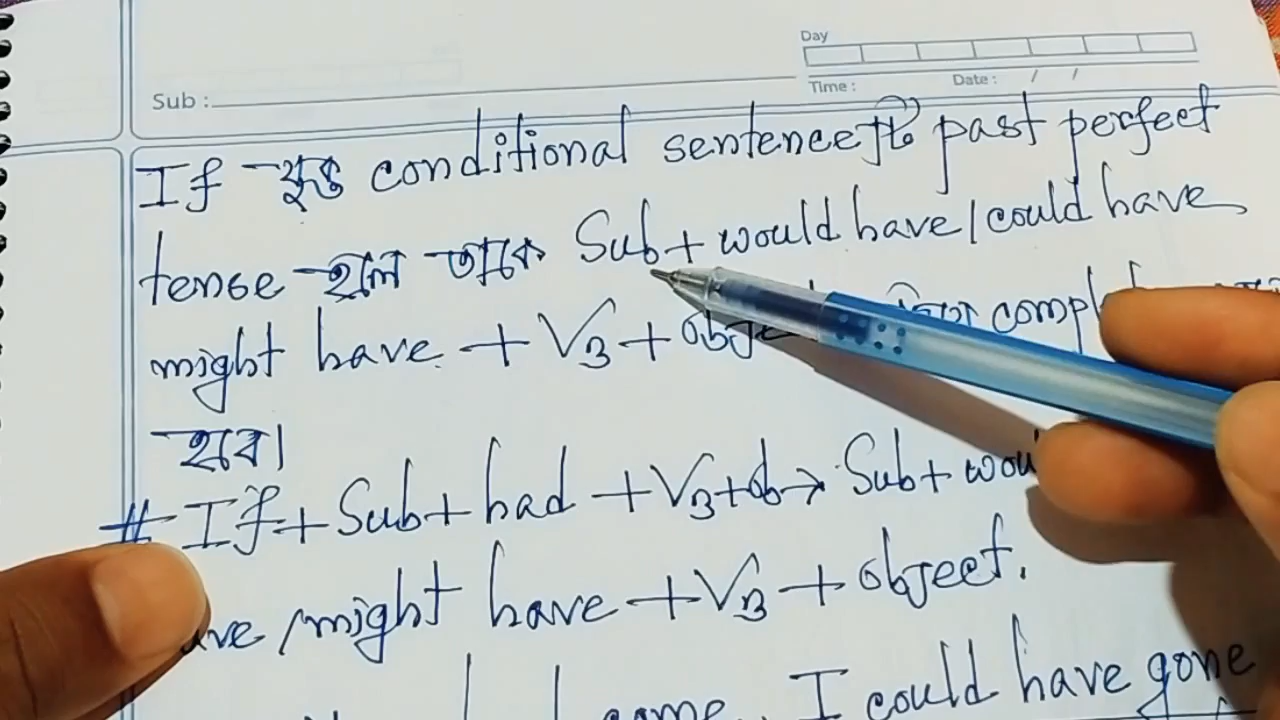 Day
Sub :
Time :
Date : / /
If যুক্ত conditional sentence টি past perfect
tense হলে তাকে Sub + would have / could have
might have + V3 + দিয়ে
হবে।
# If + Sub + had + V3 + ob → Sub + wou
might have + V3 + object.
I could have gone